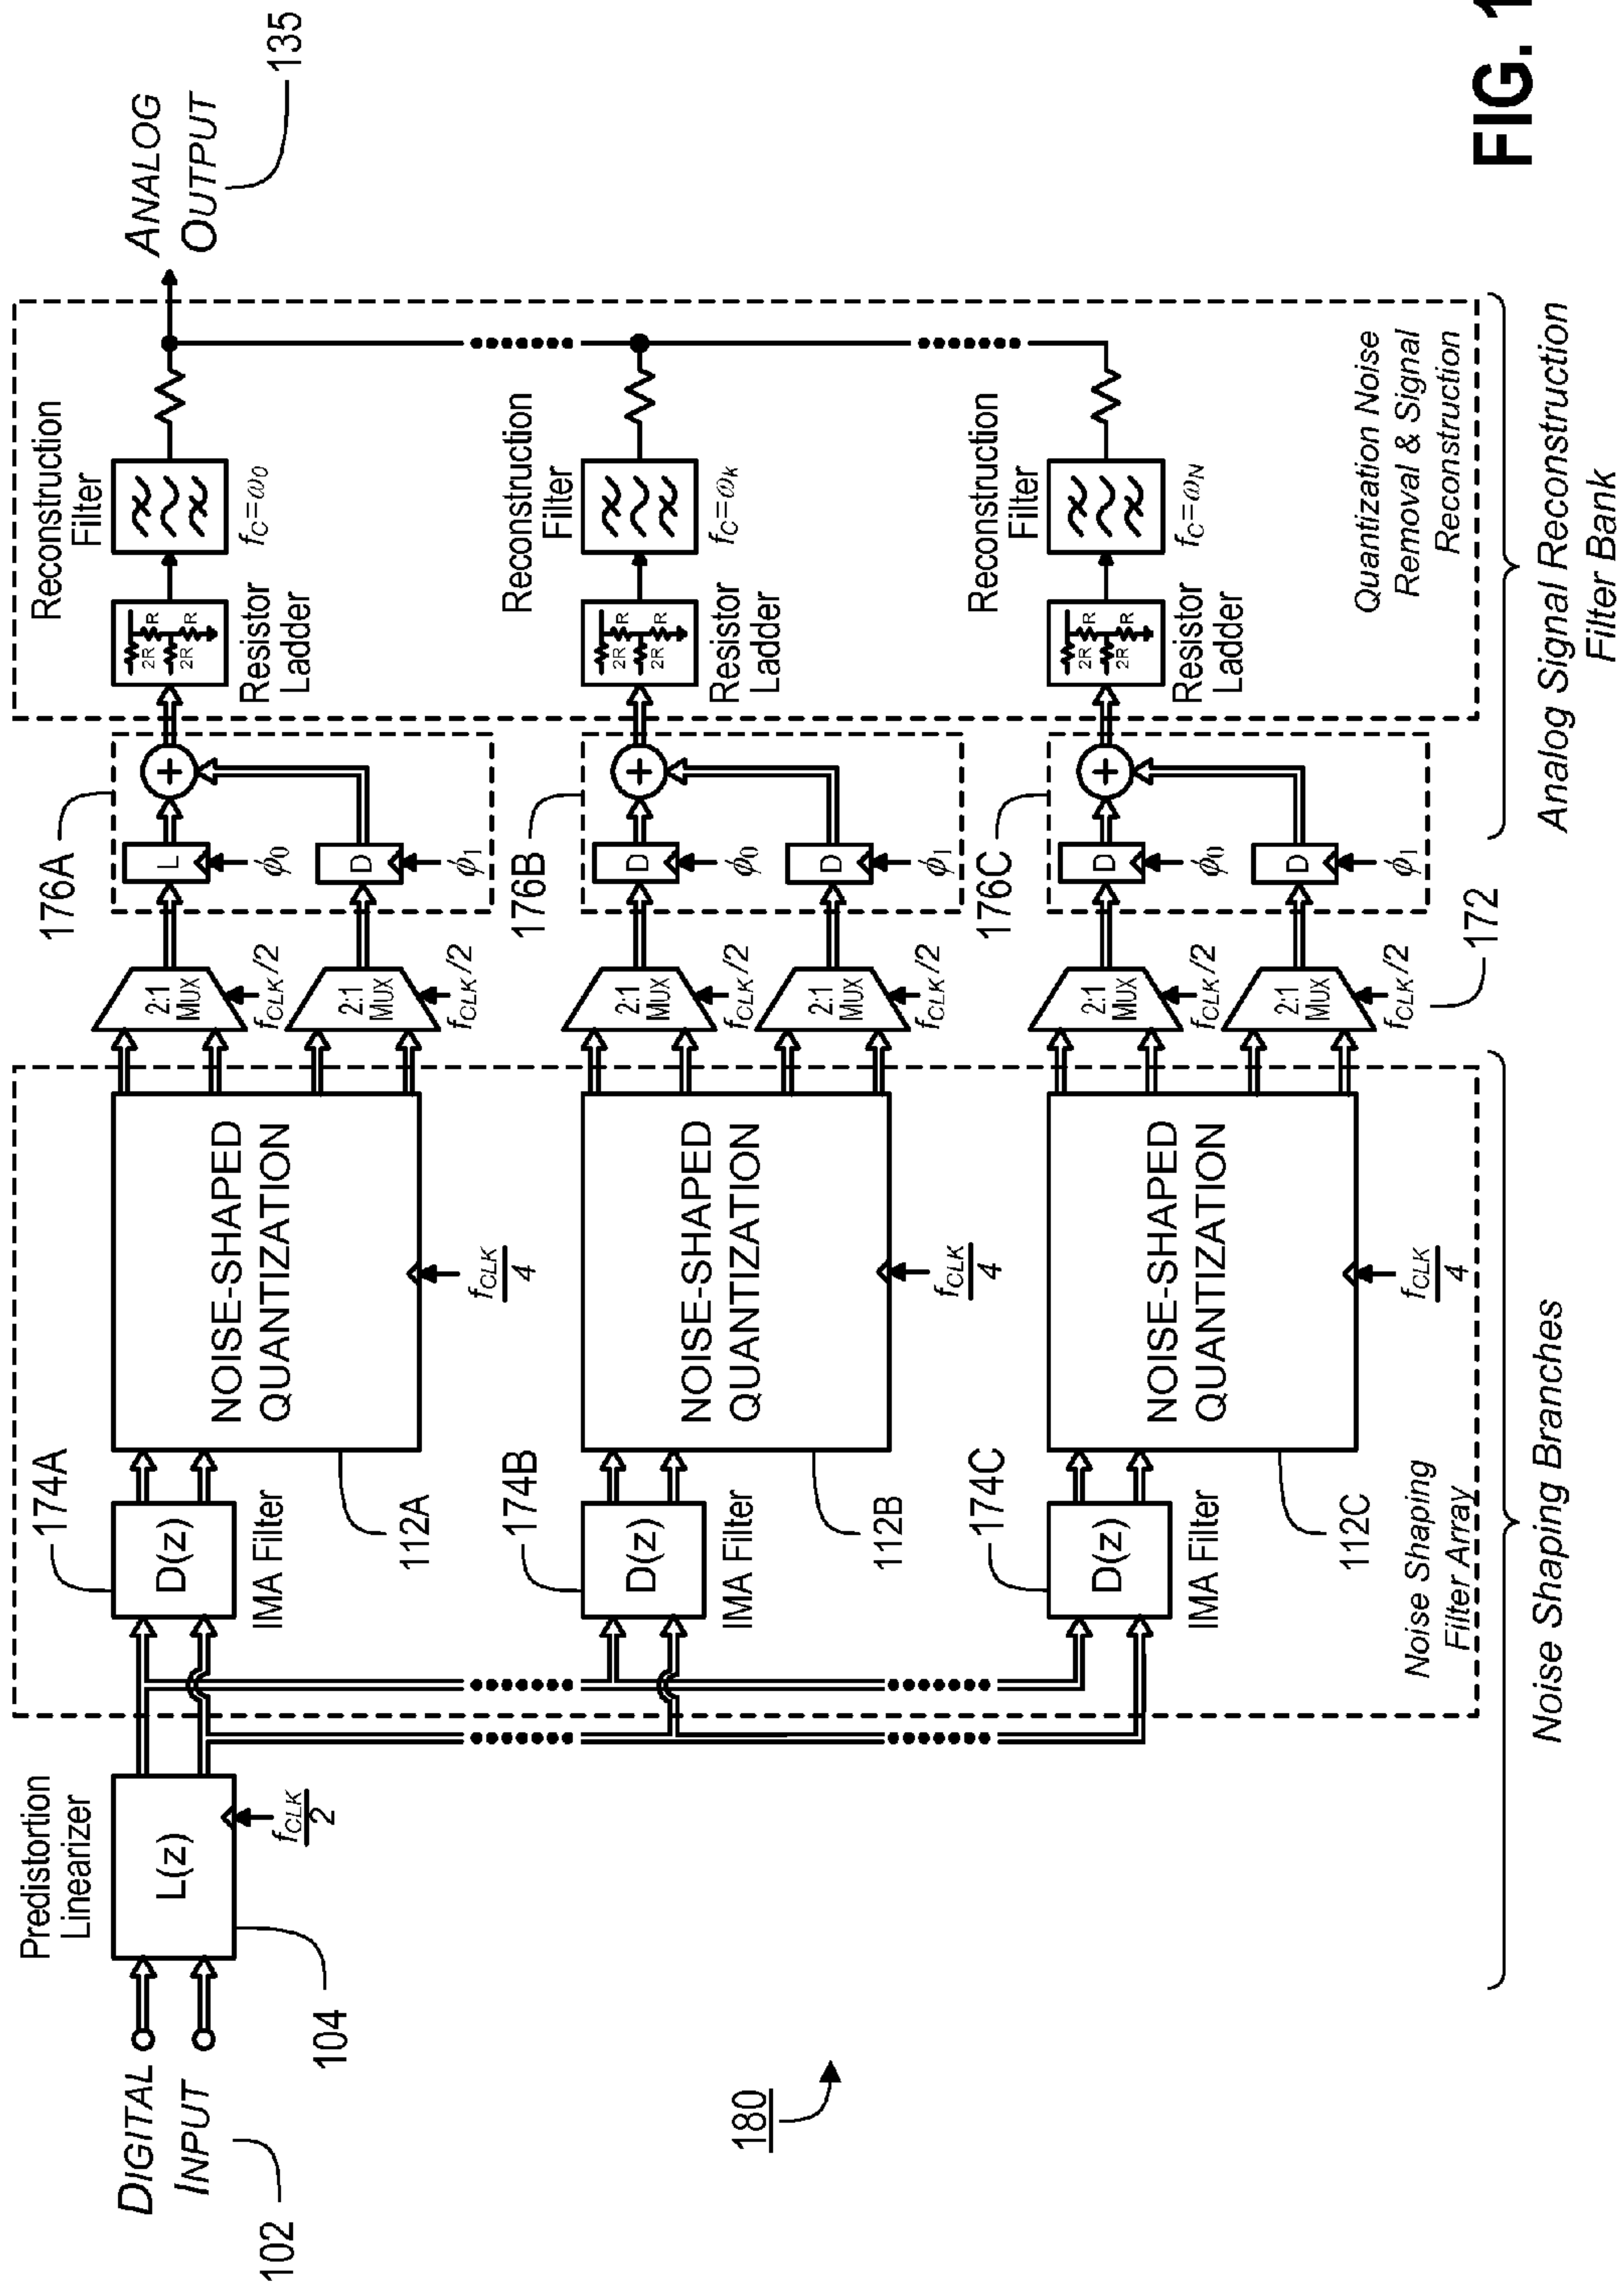 DIGITAL
INPUT
102
Predistortion
Linearizer
L(z)
104
fCLK
2
180
174A
D(z)
IMA Filter
NOISE-SHAPED
QUANTIZATION
112A
fCLK
4
2:1
MUX
fCLK/2
2:1
MUX
fCLK/2
176A
L
ϕ0
D
ϕ1
+
2R
R
2R
R
Resistor
Ladder
Reconstruction
Filter
fC=ω0
ANALOG
OUTPUT
135
174B
D(z)
IMA Filter
NOISE-SHAPED
QUANTIZATION
112B
fCLK
4
2:1
MUX
fCLK/2
2:1
MUX
fCLK/2
176B
D
ϕ0
D
ϕ1
+
2R
R
2R
R
Resistor
Ladder
Reconstruction
Filter
fC=ωk
174C
D(z)
IMA Filter
NOISE-SHAPED
QUANTIZATION
112C
fCLK
4
2:1
MUX
fCLK/2
2:1
MUX
fCLK/2
172
176C
D
ϕ0
D
ϕ1
+
2R
R
2R
R
Resistor
Ladder
Reconstruction
Filter
fC=ωN
Noise Shaping
Filter Array
Quantization Noise
Removal & Signal
Reconstruction
Noise Shaping Branches
Analog Signal Reconstruction
Filter Bank
FIG. 1